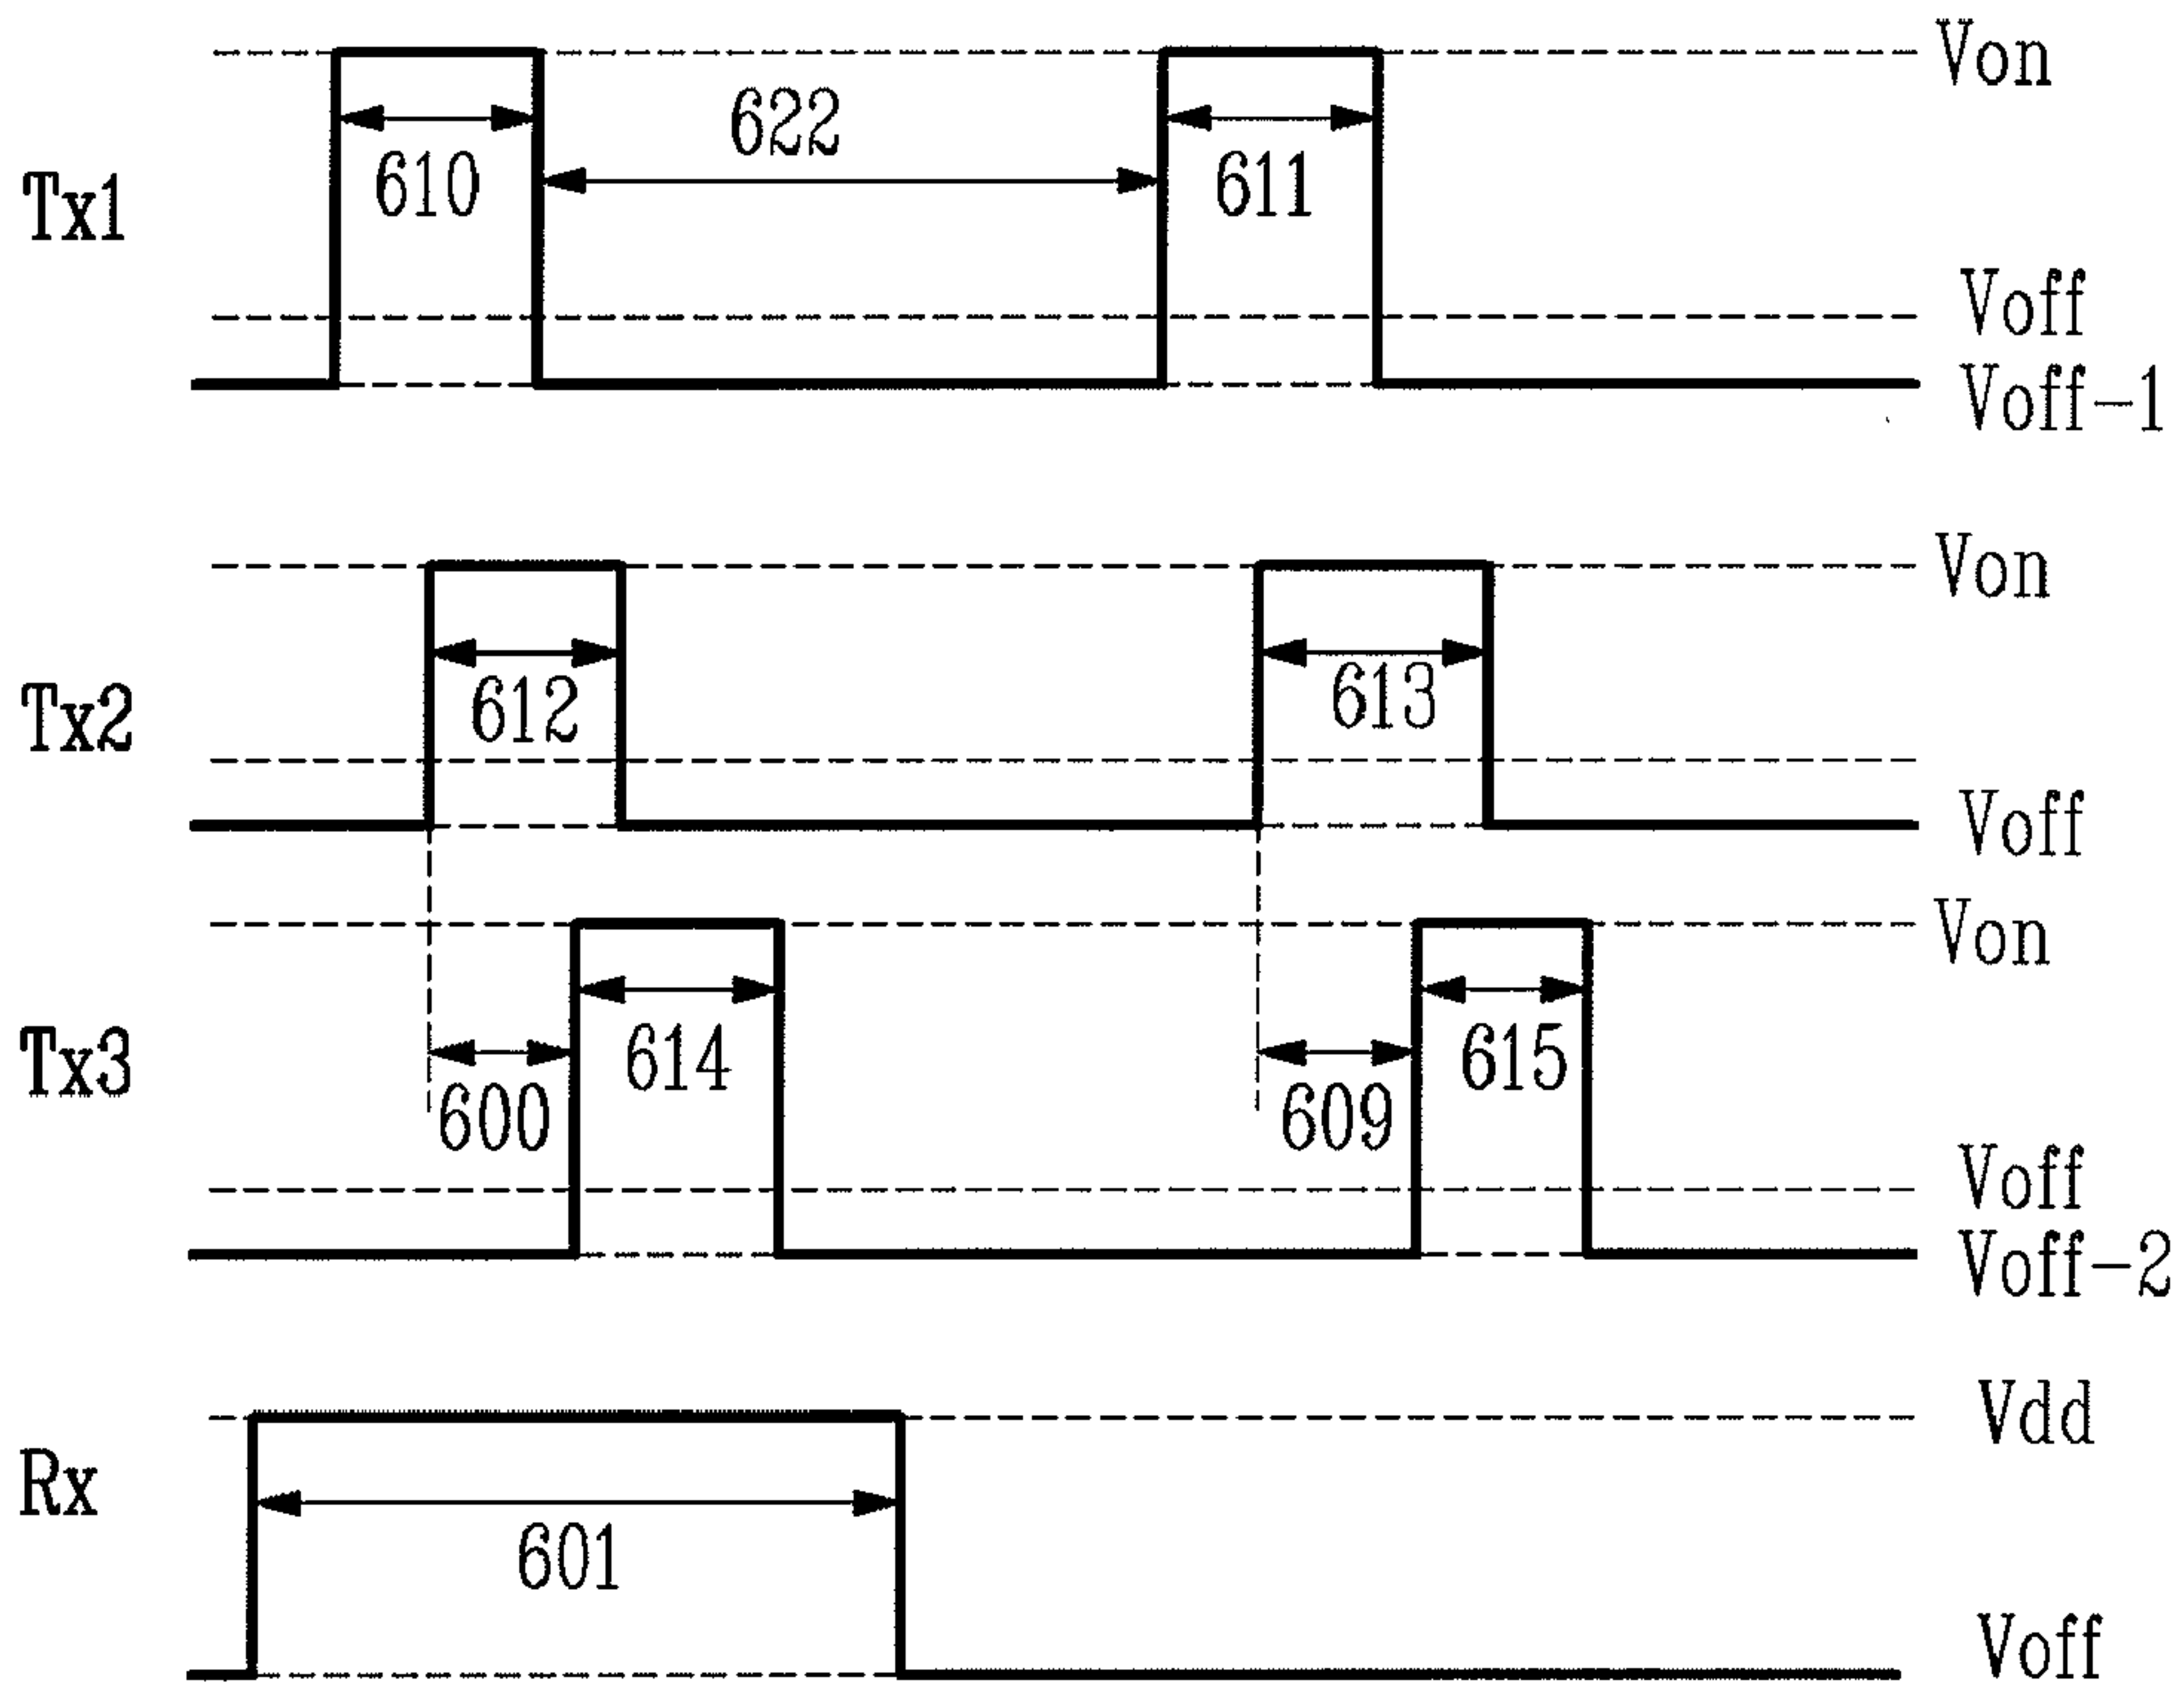 Von
622
610
611
Tx1
Voff
Voff-1
Von
612
613
Tx2
Voff
Von
614
615
Tx3
600
609
Voff
Voff-2
Vdd
Rx
601
Voff